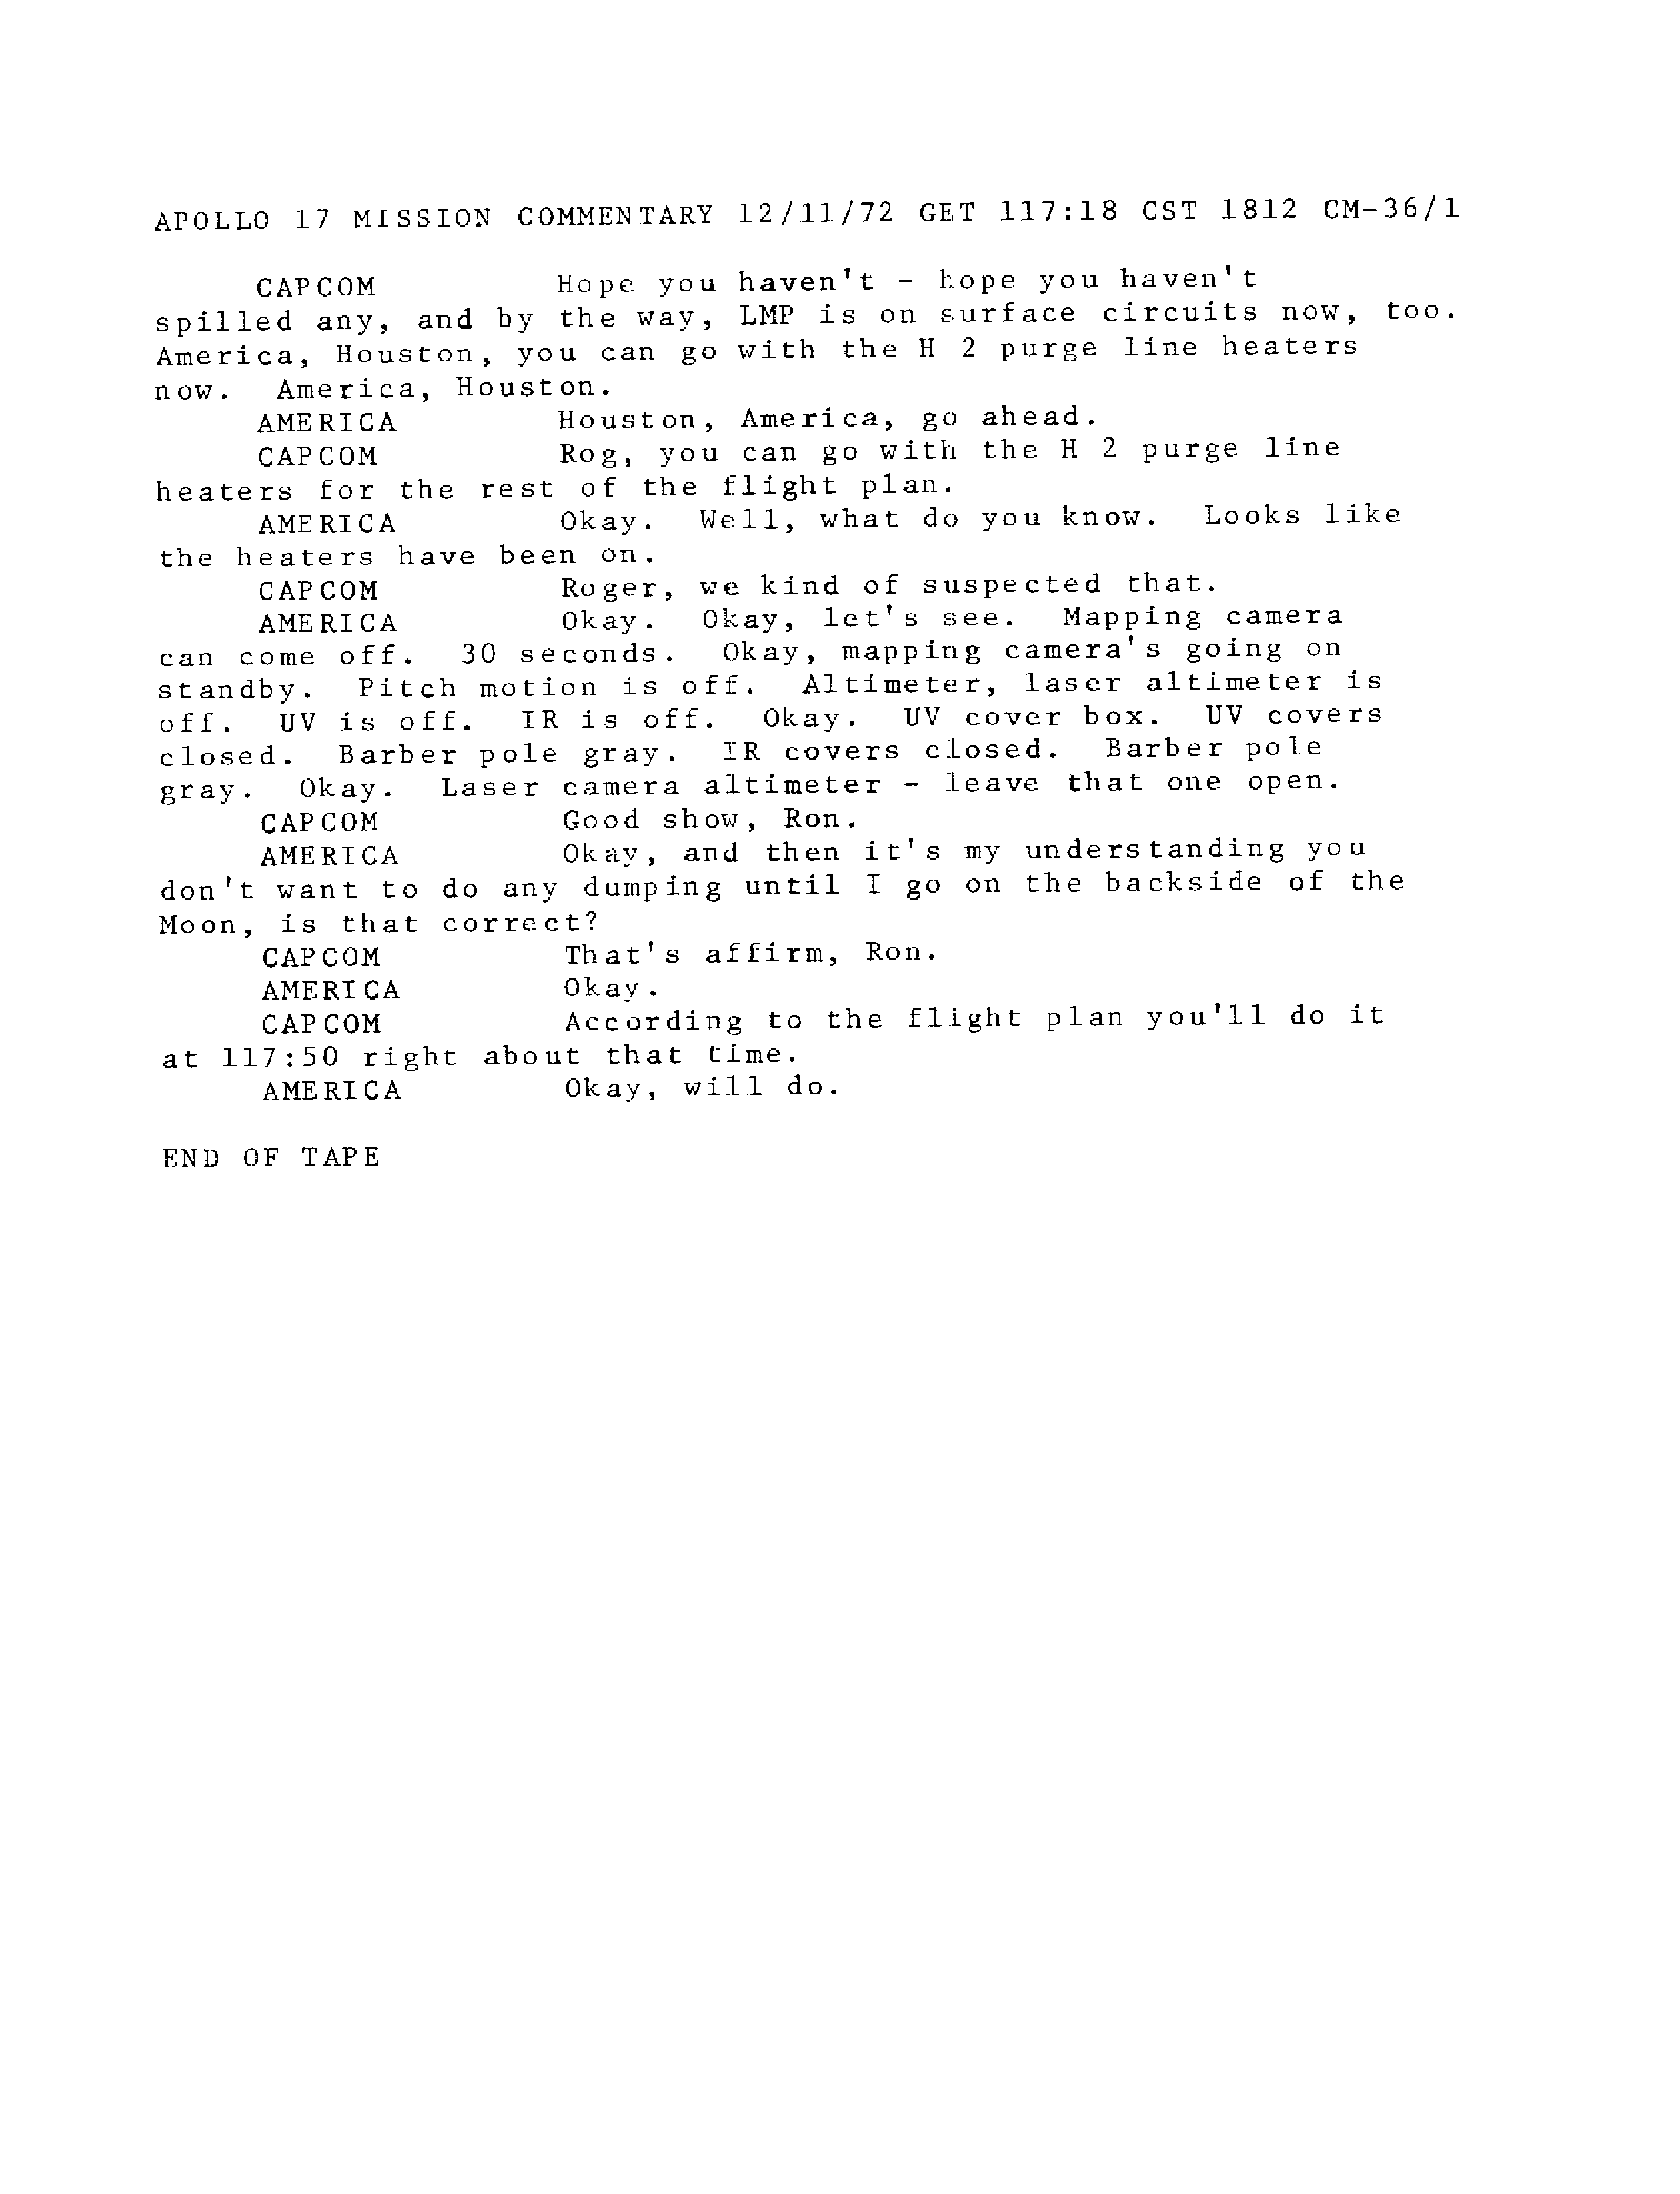 APOLLO 17 MISSION COMMENTARY 12/11/72 GET 117:18 CST 1812 CM-36/1
CAPCOM Hope you haven't - hope you haven't
spilled any, and by the way, LMP is on surface circuits now, too.
America, Houston, you can go with the H 2 purge line heaters
now. America, Houston.
AMERICA Houston, America, go ahead.
CAPCOM Rog, you can go with the H 2 purge line
heaters for the rest of the flight plan.
AMERICA Okay. Well, what do you know. Looks like
the heaters have been on.
CAPCOM Roger, we kind of suspected that.
AMERICA Okay. Okay, let's see. Mapping camera
can come off. 30 seconds. Okay, mapping camera's going on
standby. Pitch motion is off. Altimeter, laser altimeter is
off. UV is off. IR is off. Okay. UV cover box. UV covers
closed. Barber pole gray. IR covers closed. Barber pole
gray. Okay. Laser camera altimeter - leave that one open.
CAPCOM Good show, Ron.
AMERICA Okay, and then it's my understanding you
don't want to do any dumping until I go on the backside of the
Moon, is that correct?
CAPCOM That's affirm, Ron.
AMERICA Okay.
CAPCOM According to the flight plan you'll do it
at 117:50 right about that time.
AMERICA Okay, will do.
END OF TAPE